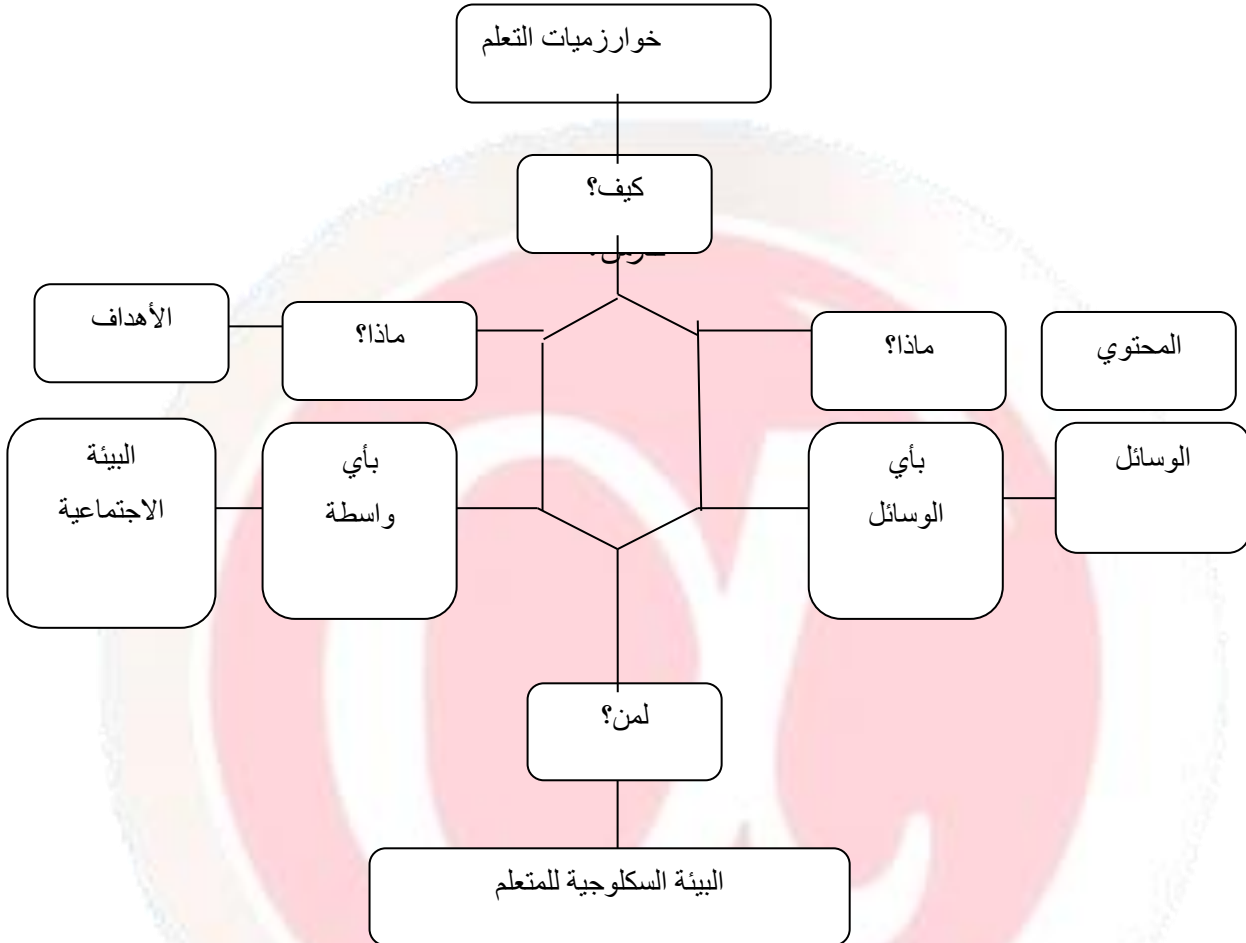 خوارزميات التعلم
كيف؟
المحتوي
ماذا؟
ماذا؟
الأهداف
الوسائل
بأي
الوسائل
بأي
واسطة
البيئة
الاجتماعية
لمن؟
البيئة السكلوجية للمتعلم